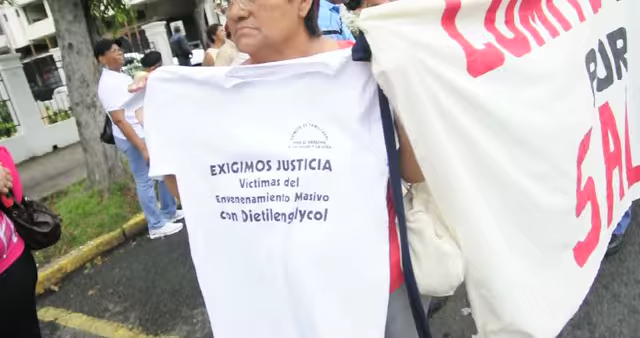 EXIGIMOS JUSTICIA
Victimas del
Envenenamiento Masivo
con Dietilenglycol
POR
SAL